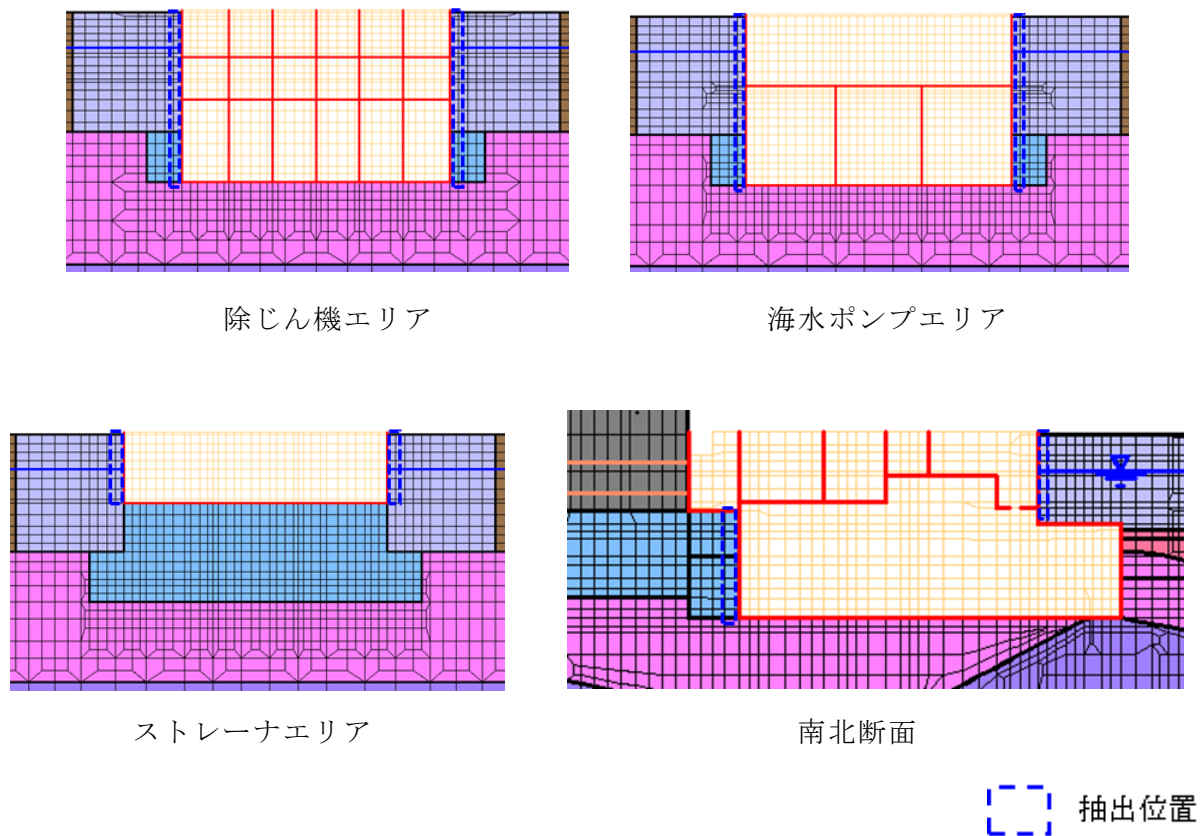 除じん機エリア
海水ポンプエリア
ストレーナエリア
南北断面
抽出位置